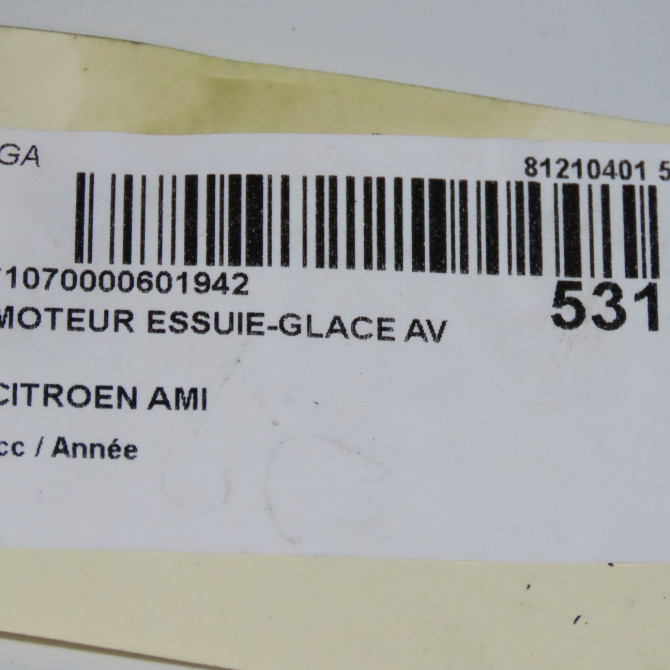 GA
81210401 5
1070000601942
531
MOTEUR ESSUIE-GLACE AV
CITROEN AMI
cc / Année